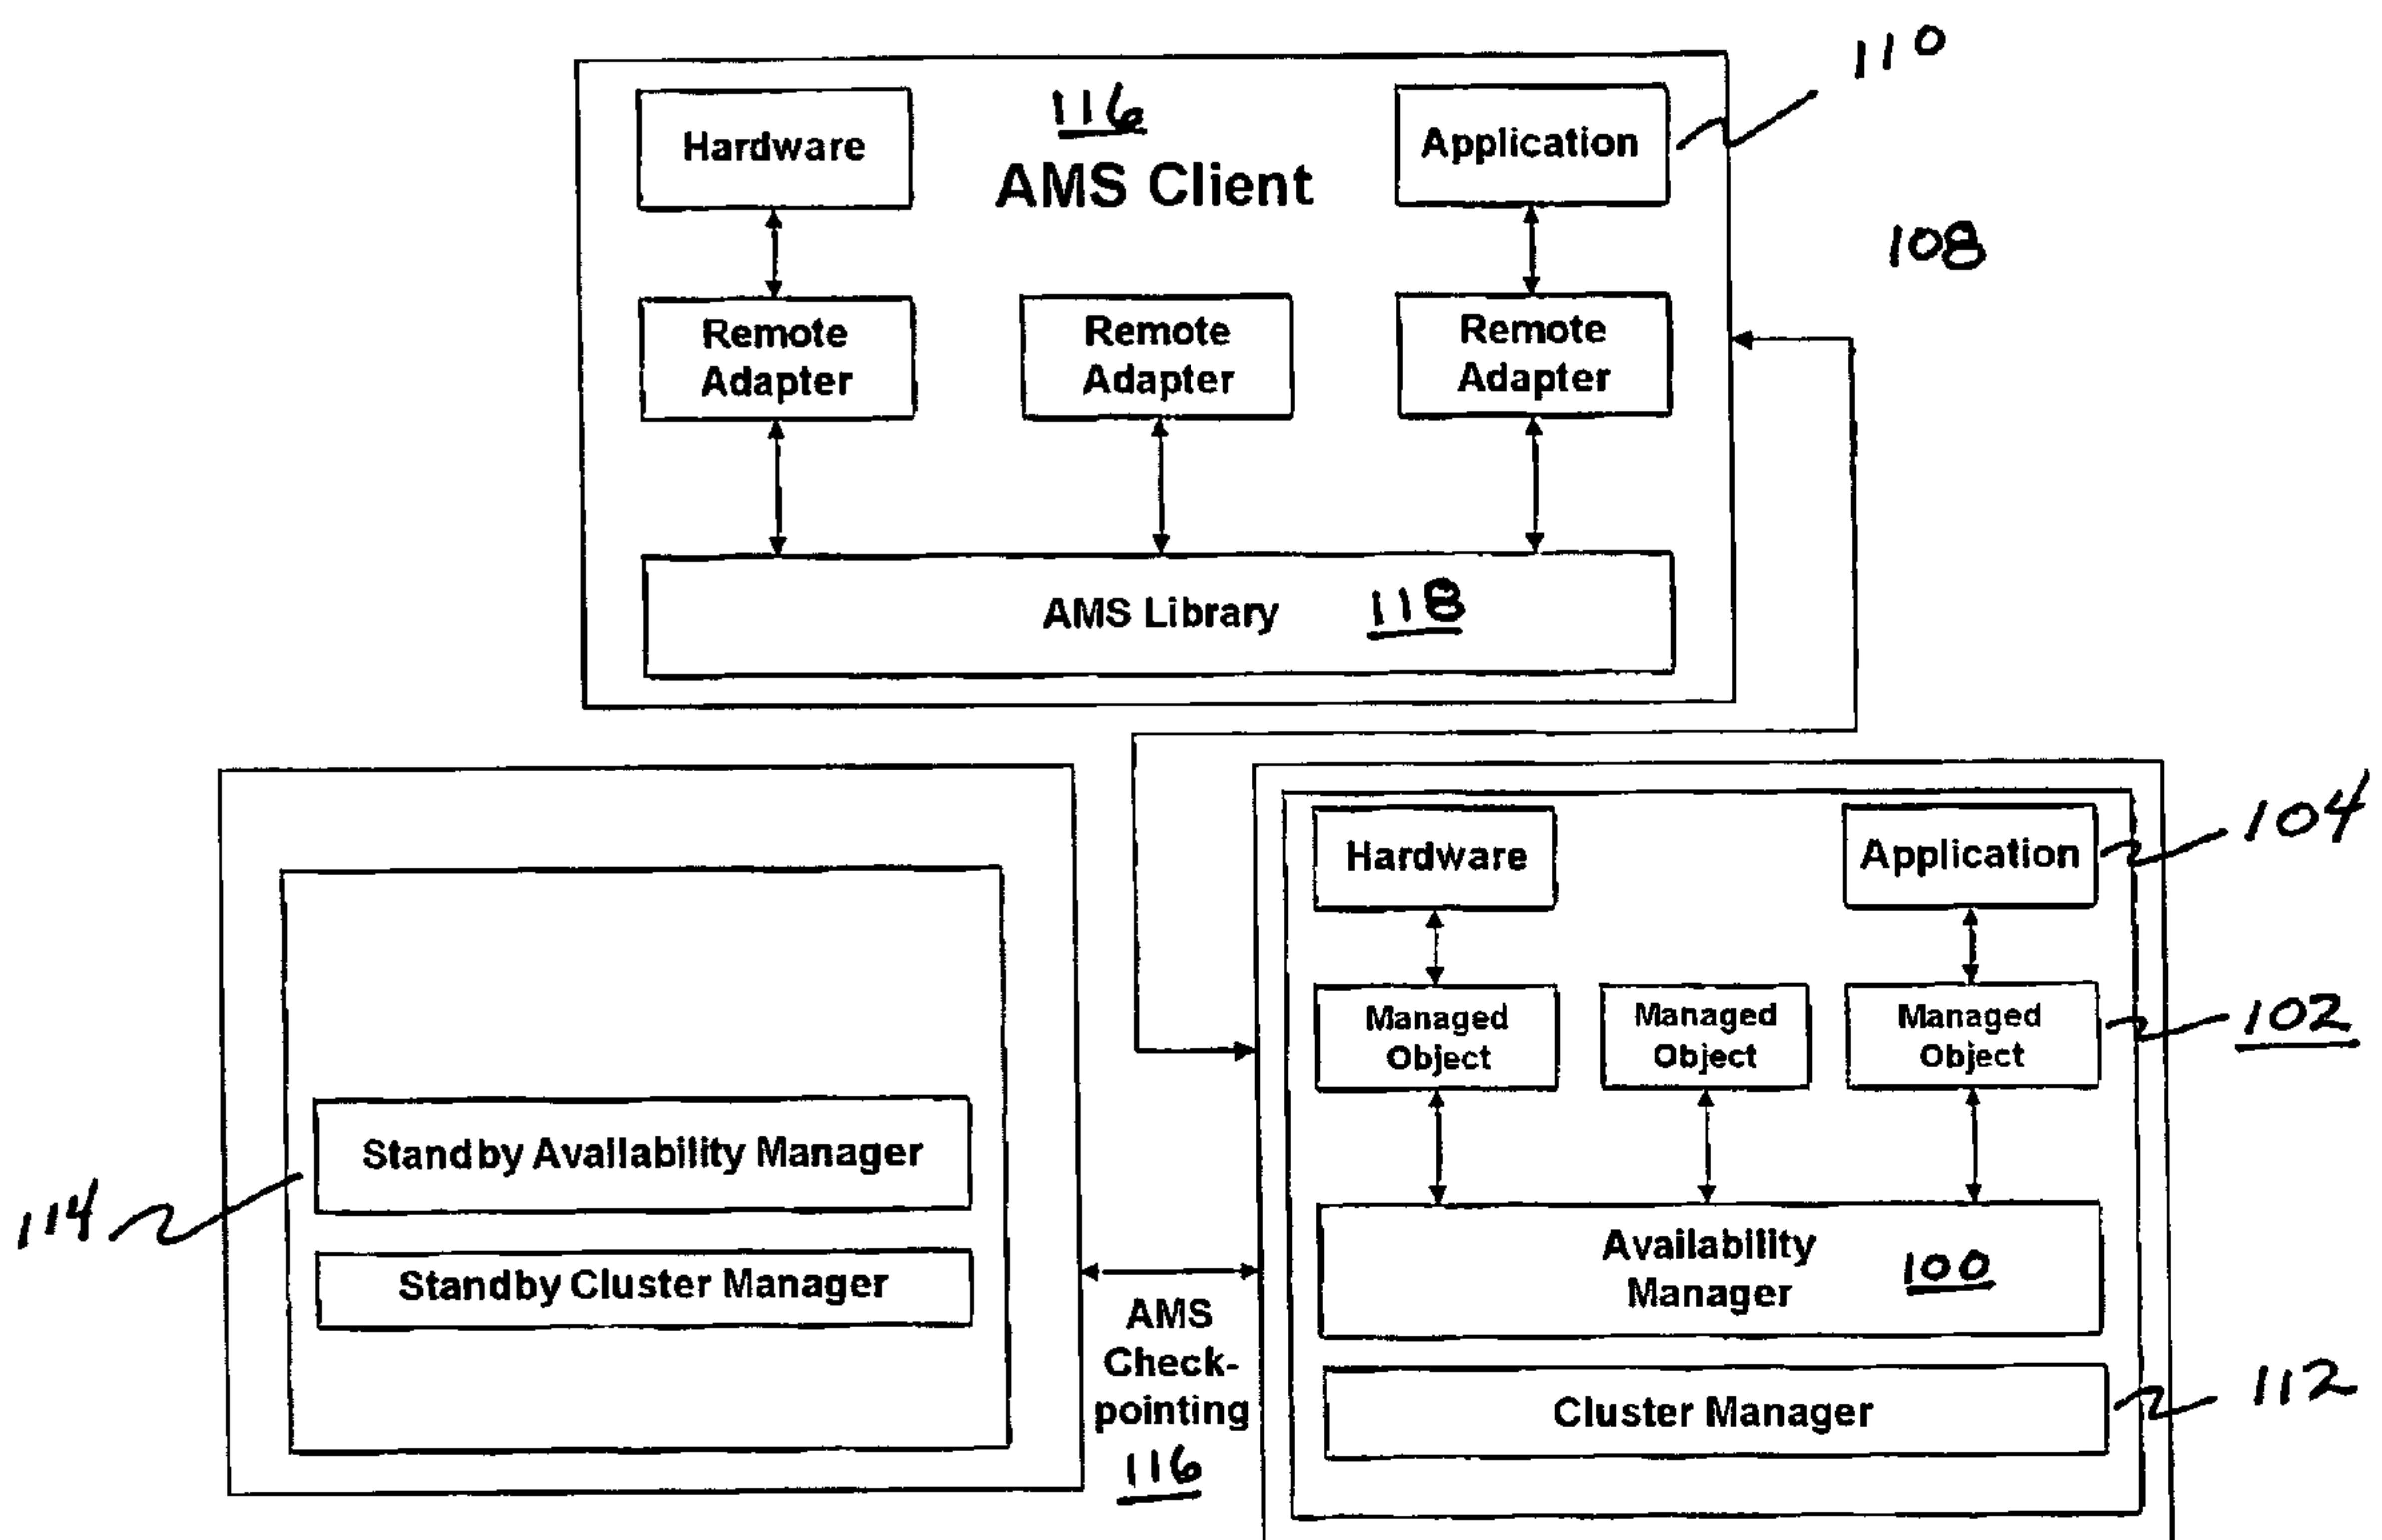 110
116
Hardware
AMS Client
Application
108
Remote
Adapter
Remote
Adapter
Remote
Adapter
AMS Library 118
Hardware
Application
104
Managed
Object
Managed
Object
Managed
Object
102
Standby Availability Manager
114
Standby Cluster Manager
AMS
Check-
pointing
116
Availability
Manager
100
Cluster Manager
112